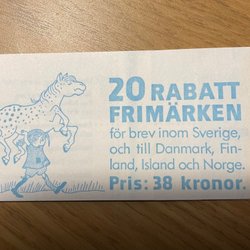 20 RABATT
FRIMÄRKEN
för brev inom Sverige,
och till Danmark, Fin-
land, Island och Norge.
Pris: 38 kronor.